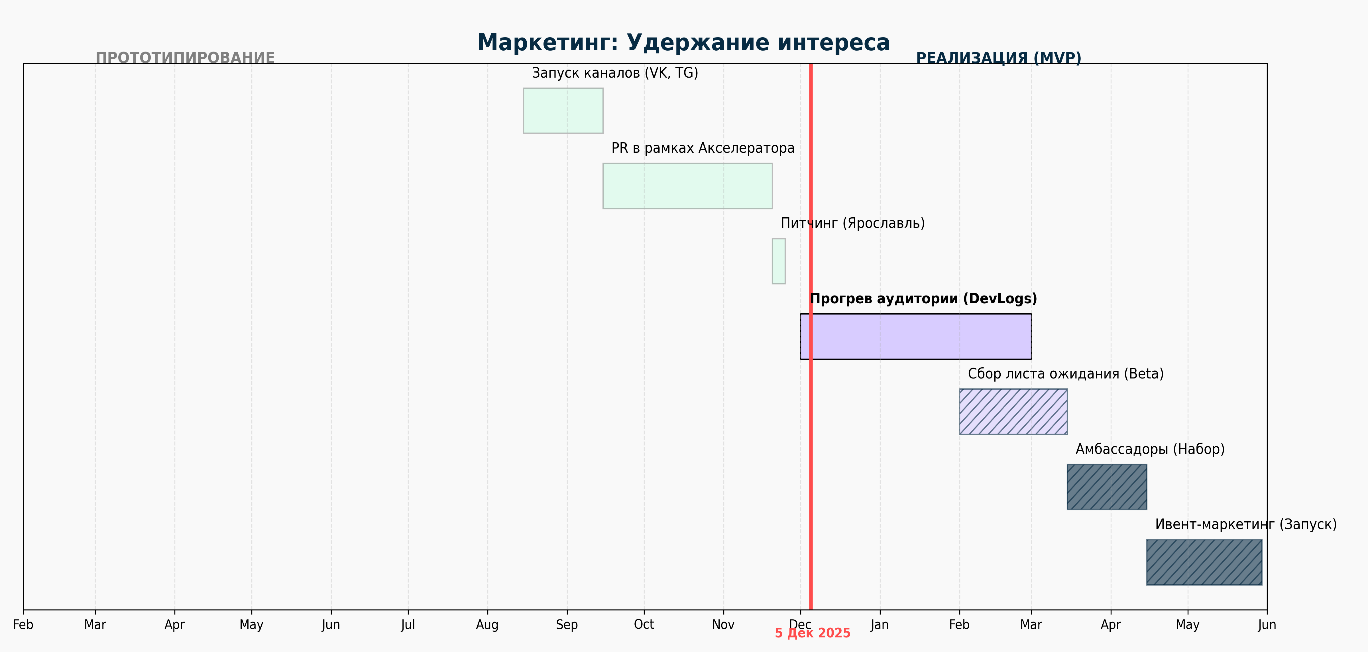 Маркетинг: Удержание интереса
ПРОТОТИПИРОВАНИЕ
РЕАЛИЗАЦИЯ (MVP)
Запуск каналов (VK, TG)
PR в рамках Акселератора
Питчинг (Ярославль)
Прогрев аудитории (DevLogs)
Сбор листа ожидания (Beta)
Амбассадоры (Набор)
Ивент-маркетинг (Запуск)
Feb Mar Apr May Jun Jul Aug Sep Oct Nov Dec Jan Feb Mar Apr May Jun
5 Дек 2025